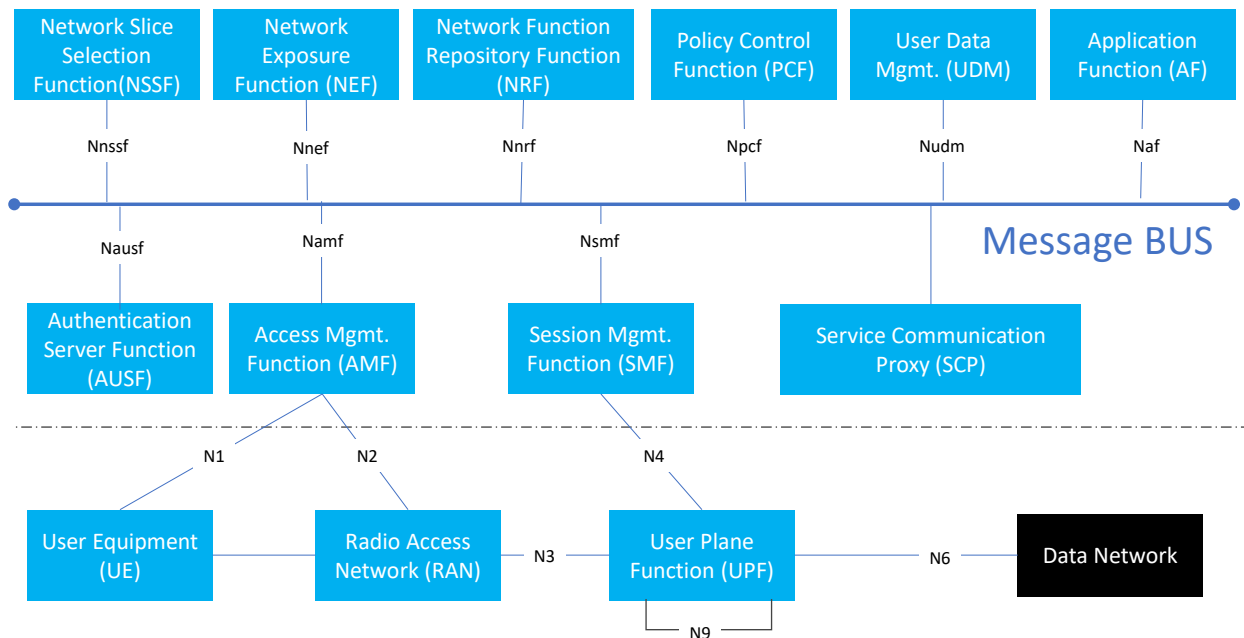 Network Slice
Selection
Function(NSSF)
Network
Exposure
Function (NEF)
Network Function
Repository Function
(NRF)
Policy Control
Function (PCF)
User Data
Mgmt. (UDM)
Application
Function (AF)
Nnssf
Nnef
Nnrf
Npcf
Nudm
Naf
Message BUS
Nausf
Namf
Nsmf
Authentication
Server Function
(AUSF)
Access Mgmt.
Function (AMF)
Session Mgmt.
Function (SMF)
Service Communication
Proxy (SCP)
N1
N2
N4
User Equipment
(UE)
Radio Access
Network (RAN)
N3
User Plane
Function (UPF)
N6
Data Network
N9